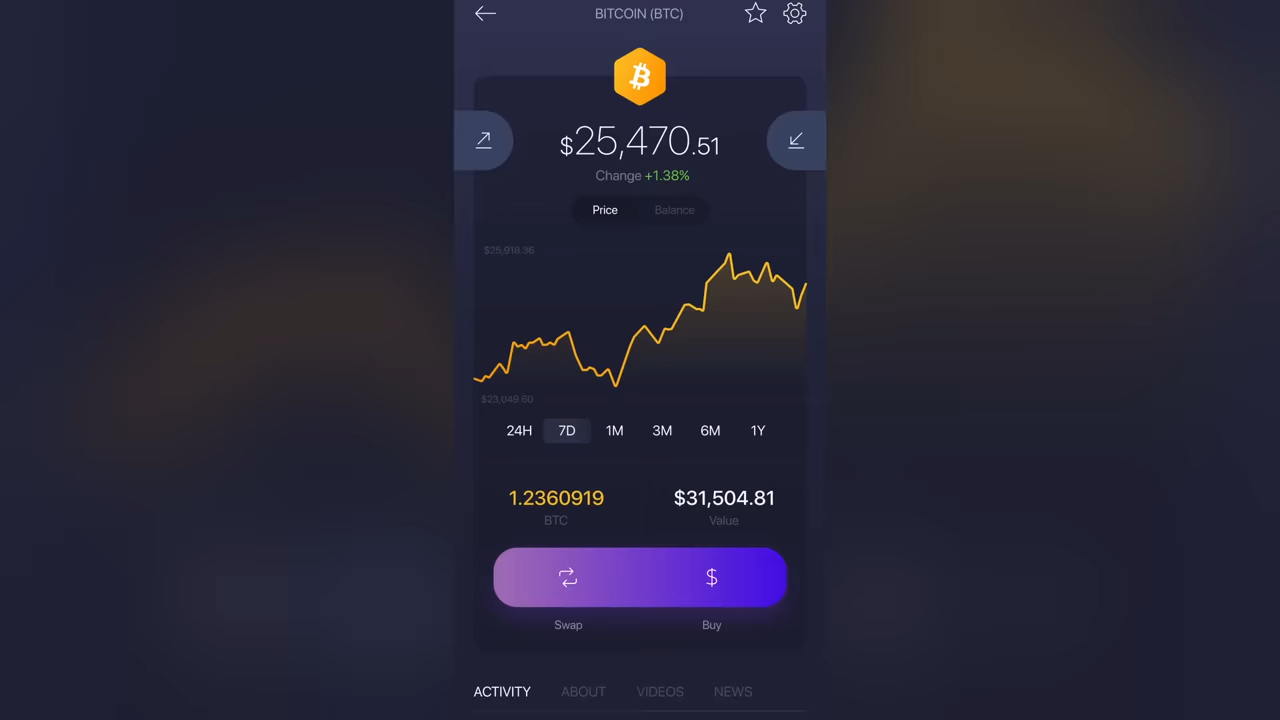 BITCOIN (BTC)
$25,470.51
Change +1.38%
Price Balance
$25,918.36
$23,049.60
24H 7D 1M 3M 6M 1Y
1.2360919 $31,504.81
BTC Value
$
Swap Buy
ACTIVITY ABOUT VIDEOS NEWS